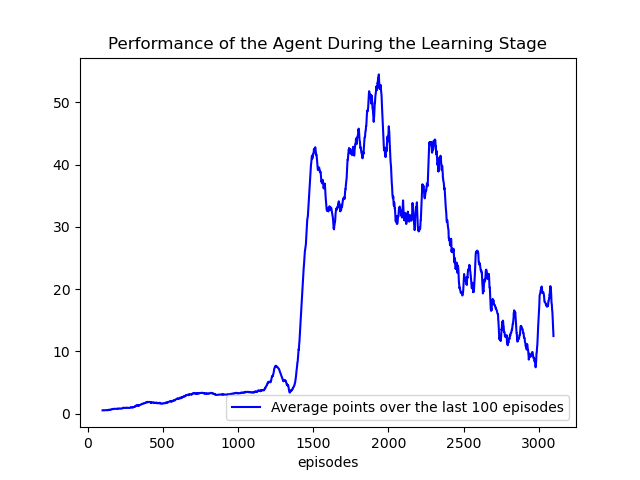 Performance of the Agent During the Learning Stage
50
40
30
20
10
0
Average points over the last 100 episodes
0 500 1000 1500 2000 2500 3000
episodes